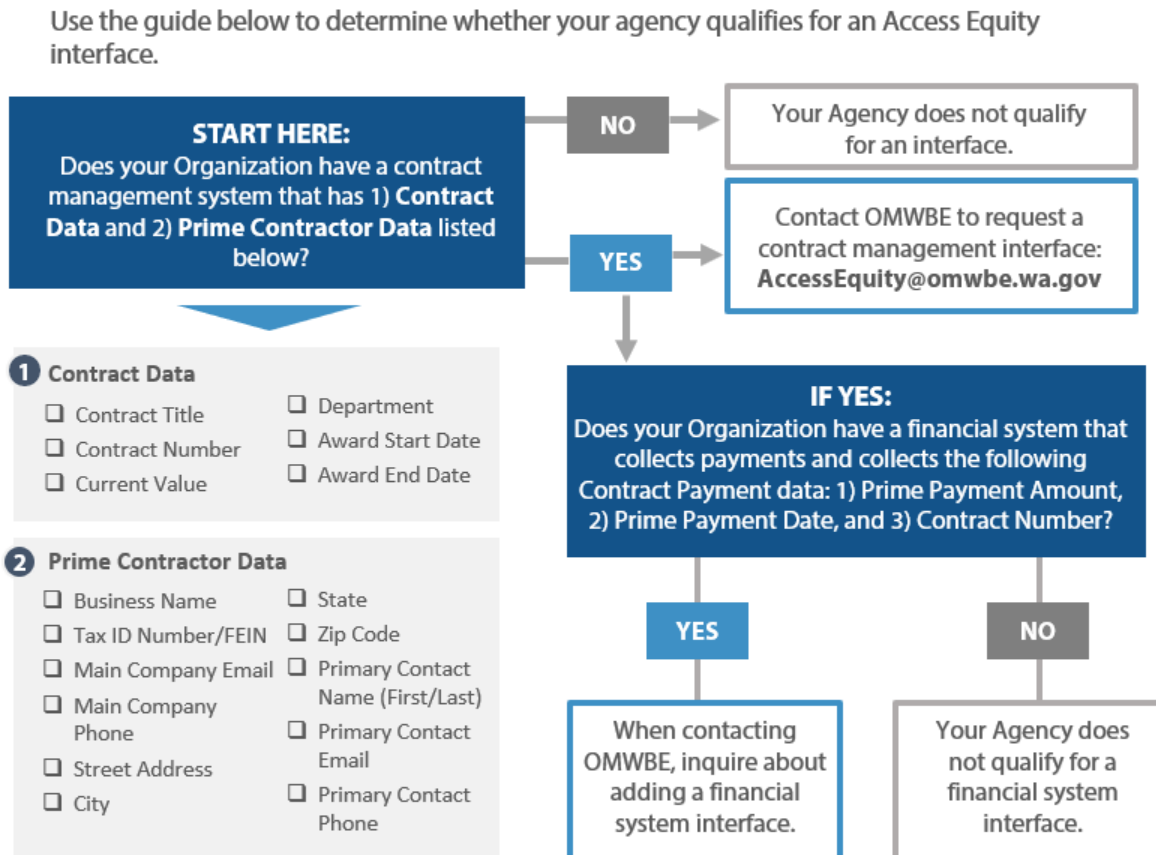 Use the guide below to determine whether your agency qualifies for an Access Equity
interface.
START HERE:
Does your Organization have a contract
management system that has 1) Contract
Data and 2) Prime Contractor Data listed
below?
NO
Your Agency does not qualify
for an interface.
YES
Contact OMWBE to request a
contract management interface:
AccessEquity@omwbe.wa.gov
1 Contract Data
Contract Title
Contract Number
Current Value
Department
Award Start Date
Award End Date
2 Prime Contractor Data
Business Name
Tax ID Number/FEIN
Main Company Email
Main Company
Phone
Street Address
City
State
Zip Code
Primary Contact
Name (First/Last)
Primary Contact
Email
Primary Contact
Phone
IF YES:
Does your Organization have a financial system that
collects payments and collects the following
Contract Payment data: 1) Prime Payment Amount,
2) Prime Payment Date, and 3) Contract Number?
YES
When contacting
OMWBE, inquire about
adding a financial
system interface.
NO
Your Agency does
not qualify for a
financial system
interface.